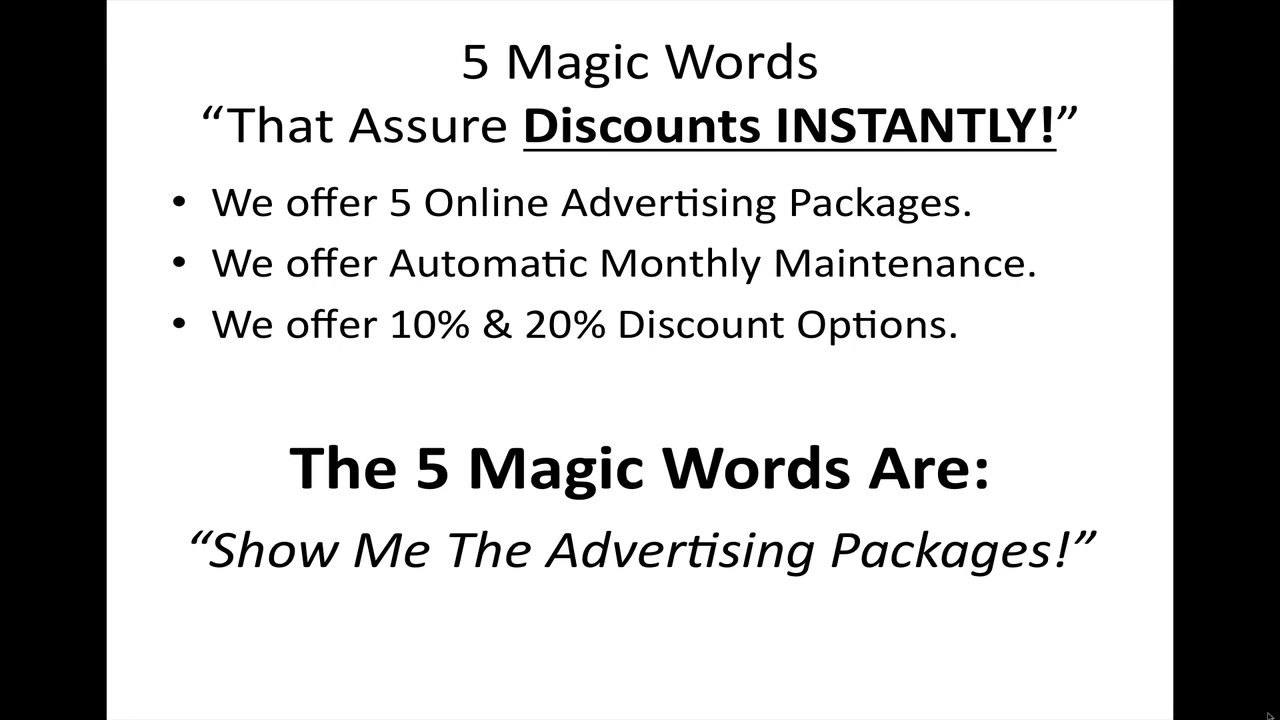 5 Magic Words
“That Assure Discounts INSTANTLY!”
• We offer 5 Online Advertising Packages.
• We offer Automatic Monthly Maintenance.
• We offer 10% & 20% Discount Options.
The 5 Magic Words Are:
“Show Me The Advertising Packages!”